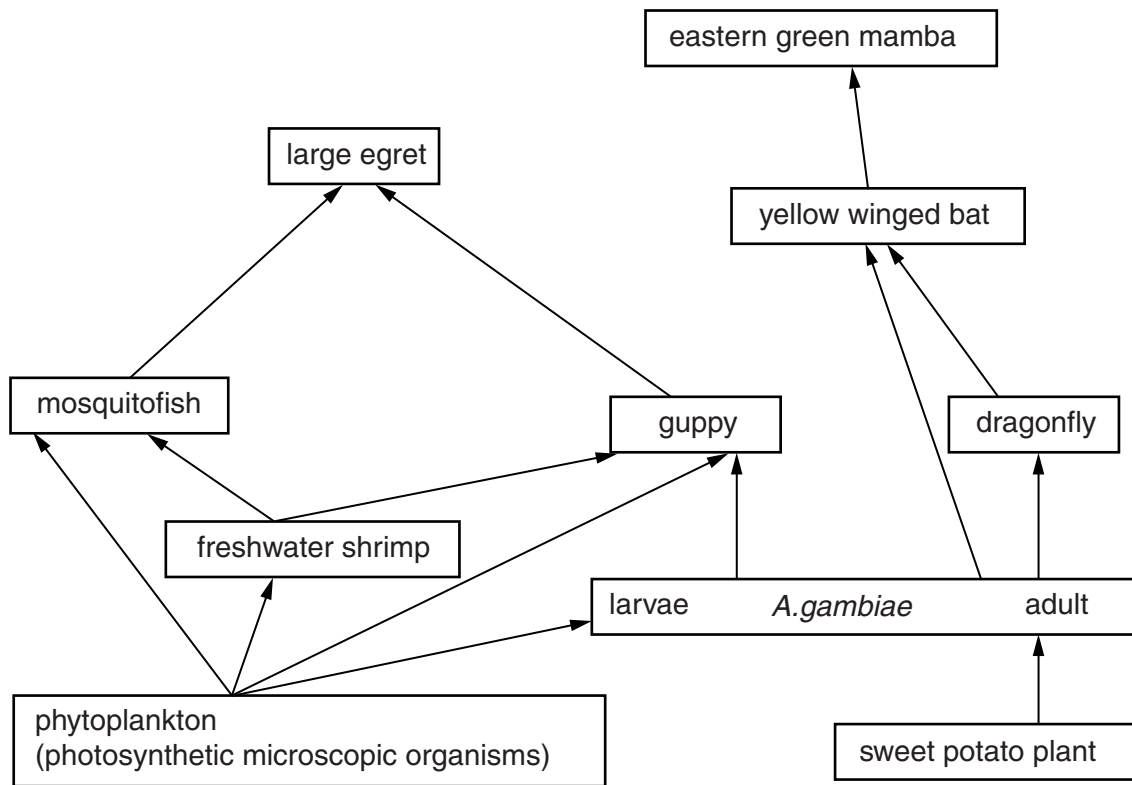 eastern green mamba
large egret
yellow winged bat
mosquitofish
guppy
dragonfly
freshwater shrimp
larvae A.gambiae adult
phytoplankton
(photosynthetic microscopic organisms)
sweet potato plant